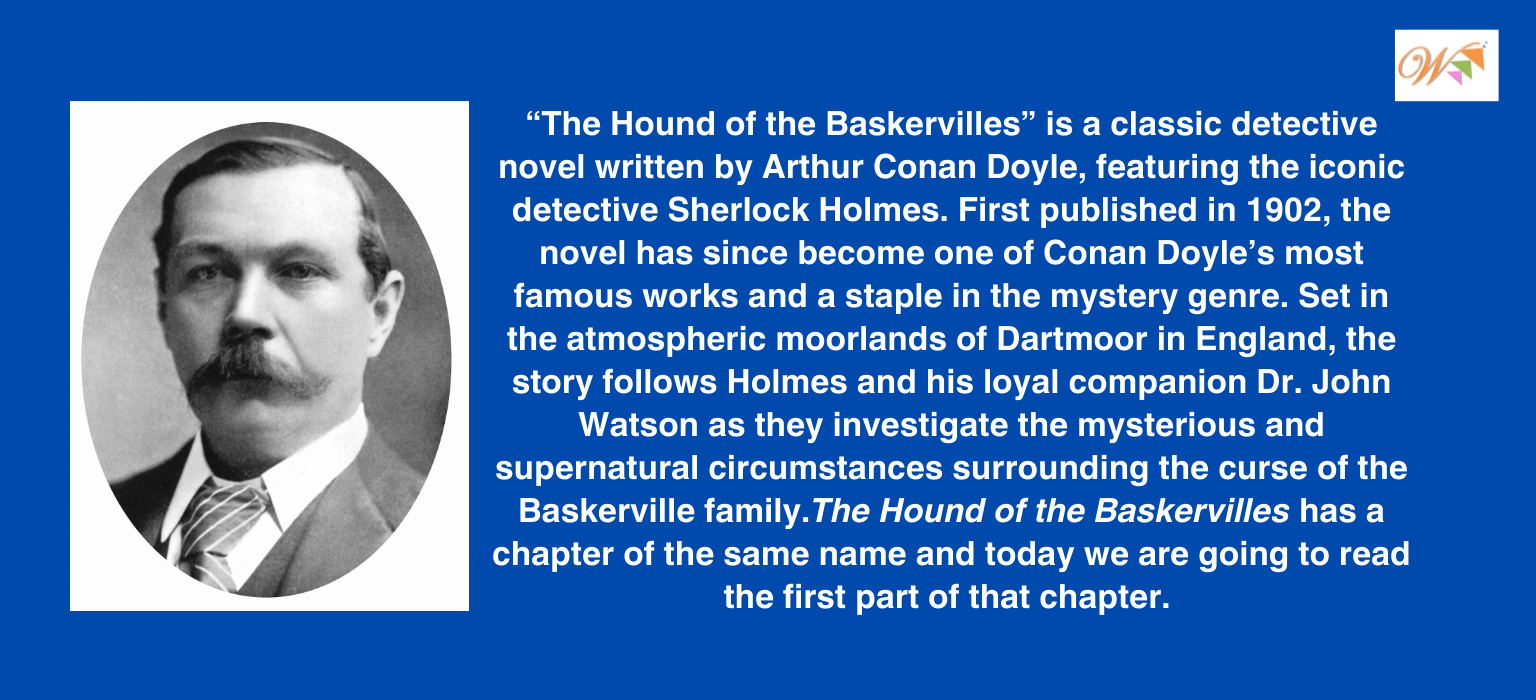 W
“The Hound of the Baskervilles” is a classic detective
novel written by Arthur Conan Doyle, featuring the iconic
detective Sherlock Holmes. First published in 1902, the
novel has since become one of Conan Doyle’s most
famous works and a staple in the mystery genre. Set in
the atmospheric moorlands of Dartmoor in England, the
story follows Holmes and his loyal companion Dr. John
Watson as they investigate the mysterious and
supernatural circumstances surrounding the curse of the
Baskerville family.The Hound of the Baskervilles has a
chapter of the same name and today we are going to read
the first part of that chapter.